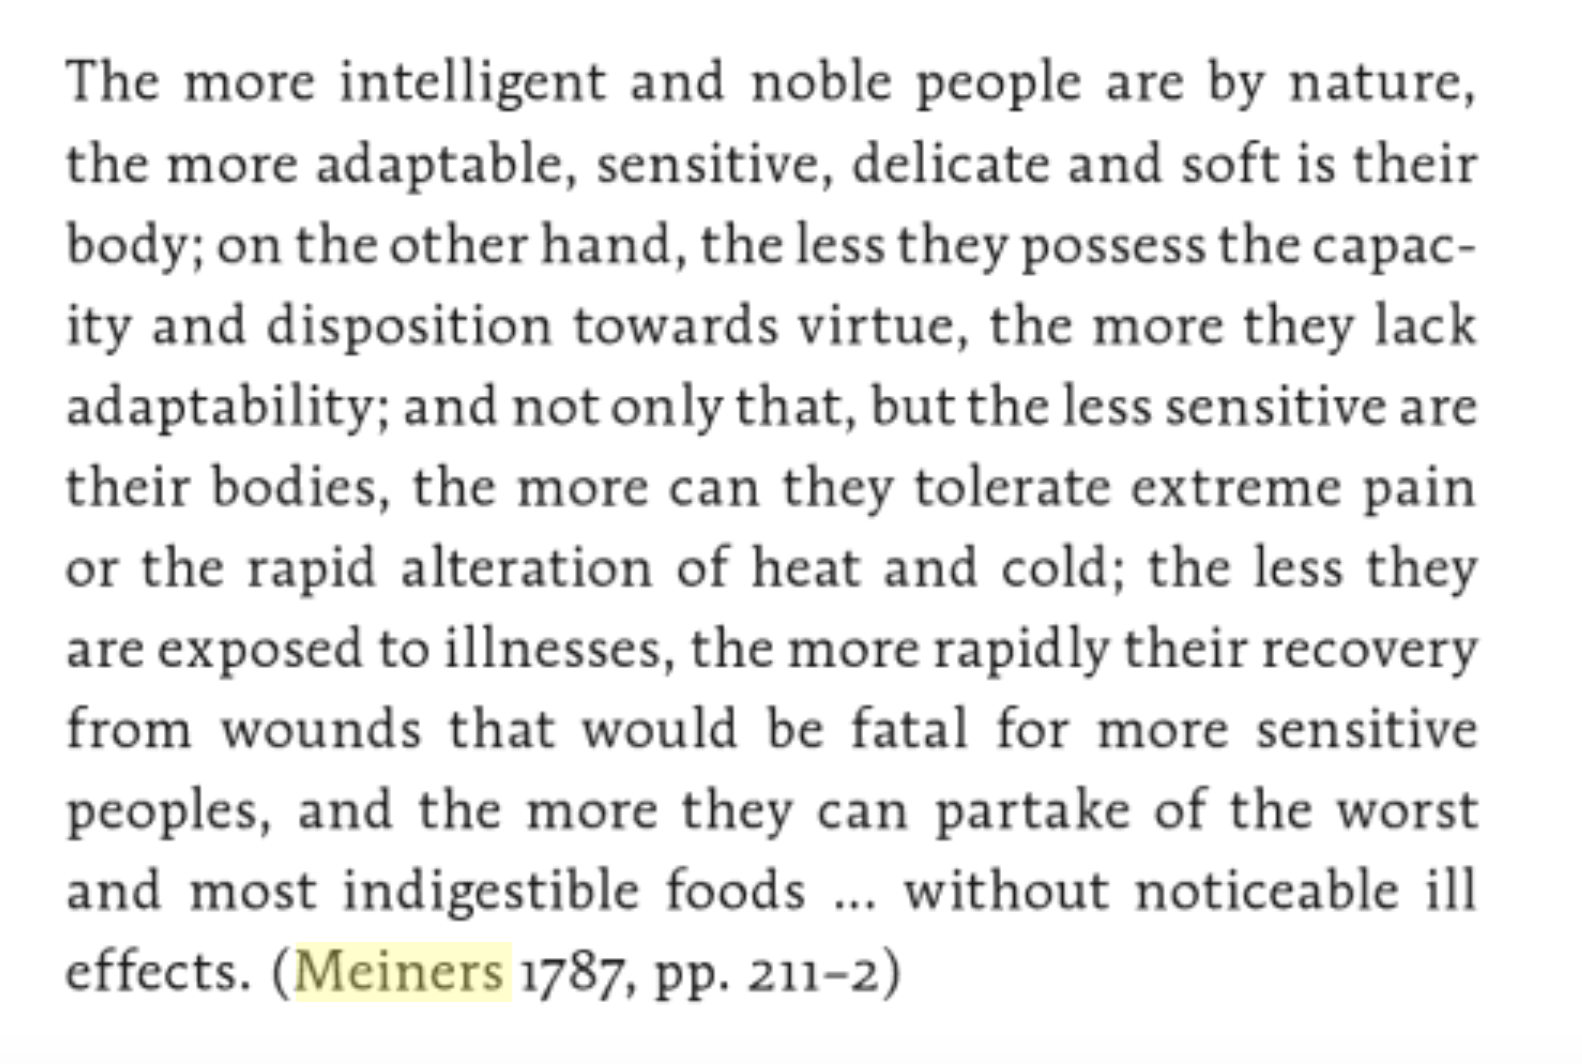 The more intelligent and noble people are by nature,
the more adaptable, sensitive, delicate and soft is their
body; on the other hand, the less they possess the capac-
ity and disposition towards virtue, the more they lack
adaptability; and not only that, but the less sensitive are
their bodies, the more can they tolerate extreme pain
or the rapid alteration of heat and cold; the less they
are exposed to illnesses, the more rapidly their recovery
from wounds that would be fatal for more sensitive
peoples, and the more they can partake of the worst
and most indigestible foods ... without noticeable ill
effects. (Meiners 1787, pp. 211–2)